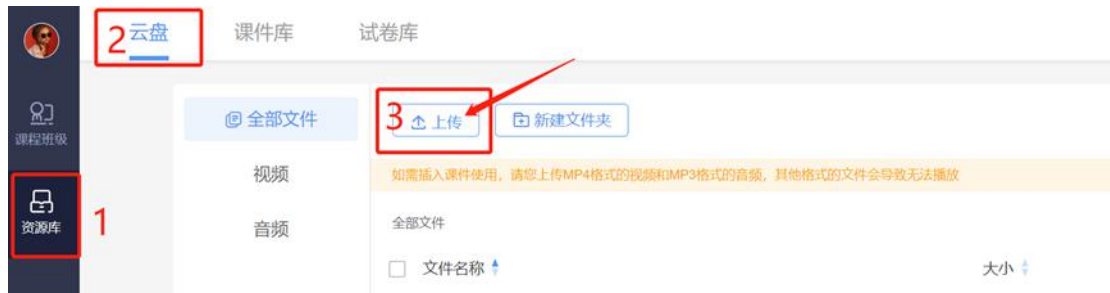 2 云盘 课件库 试卷库
课程班级
资源库
1
全部文件
视频
音频
3 上传 新建文件夹
如需插入课件使用，请您上传MP4格式的视频和MP3格式的音频，其他格式的文件会导致无法播放
全部文件
文件名称 大小